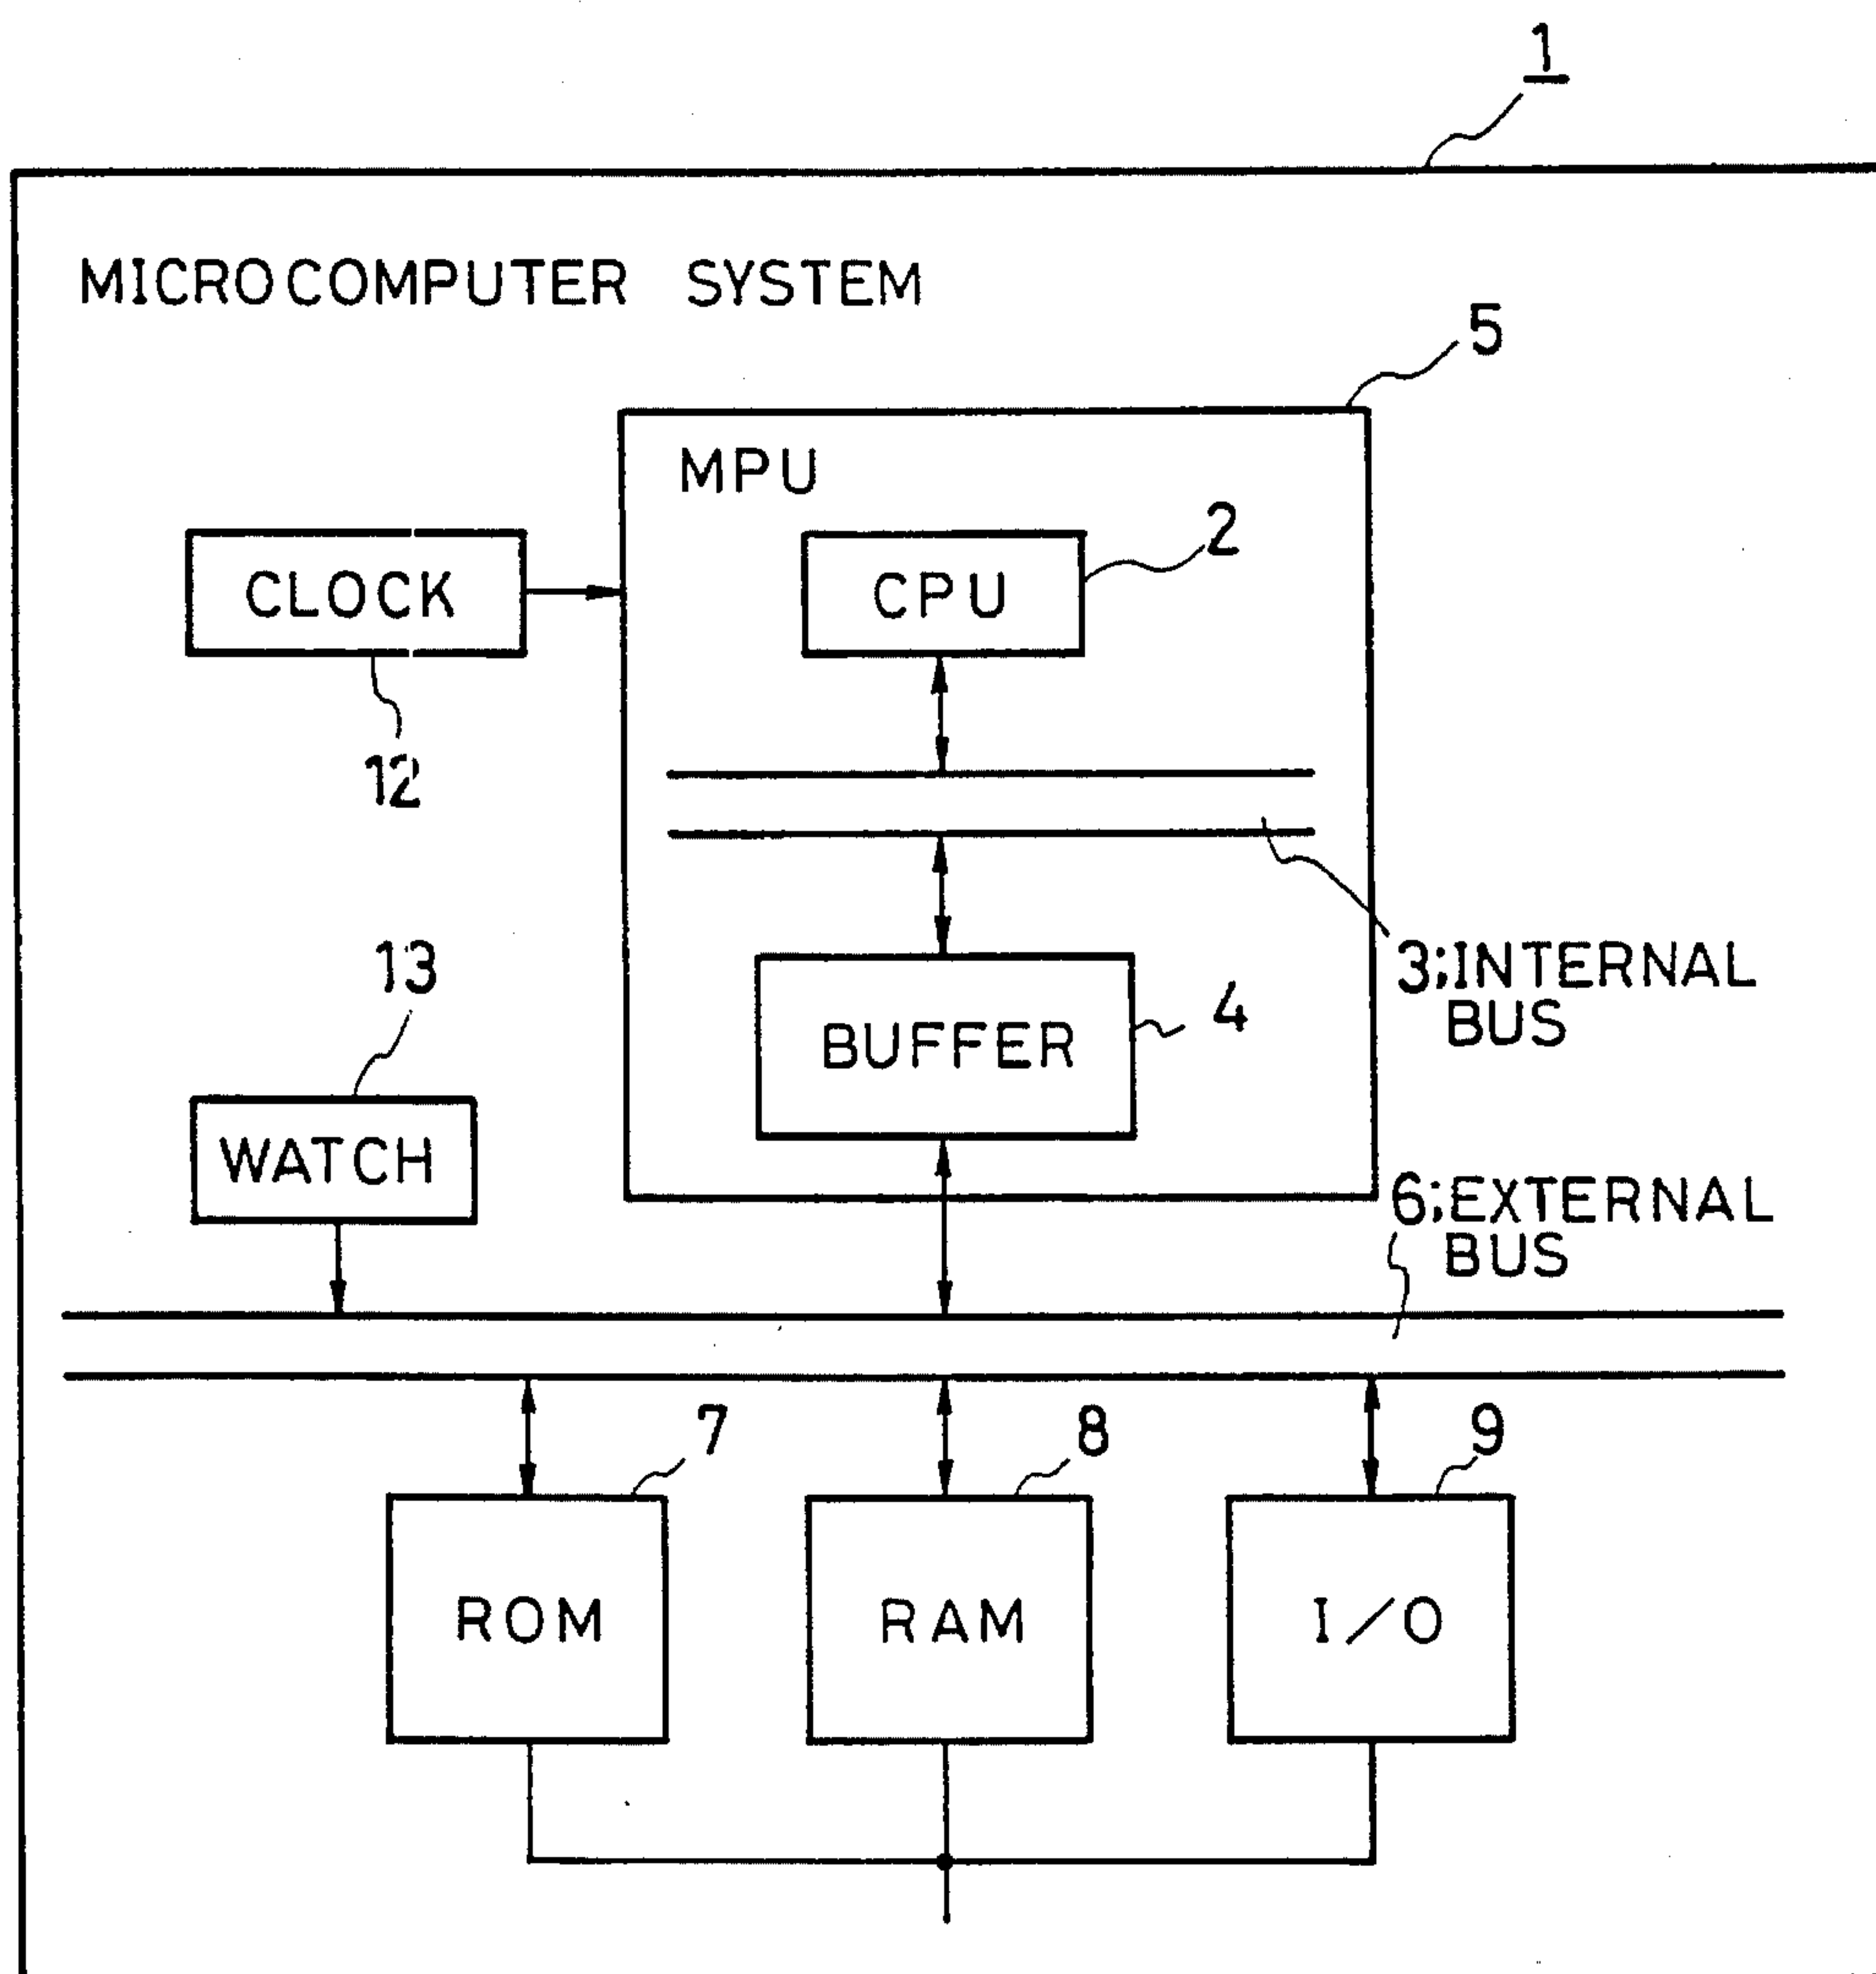 1
MICROCOMPUTER SYSTEM
5
MPU
2
CLOCK
CPU
12
13
3;INTERNAL
BUS
4
BUFFER
WATCH
6;EXTERNAL
BUS
7
8
9
ROM
RAM
I/O